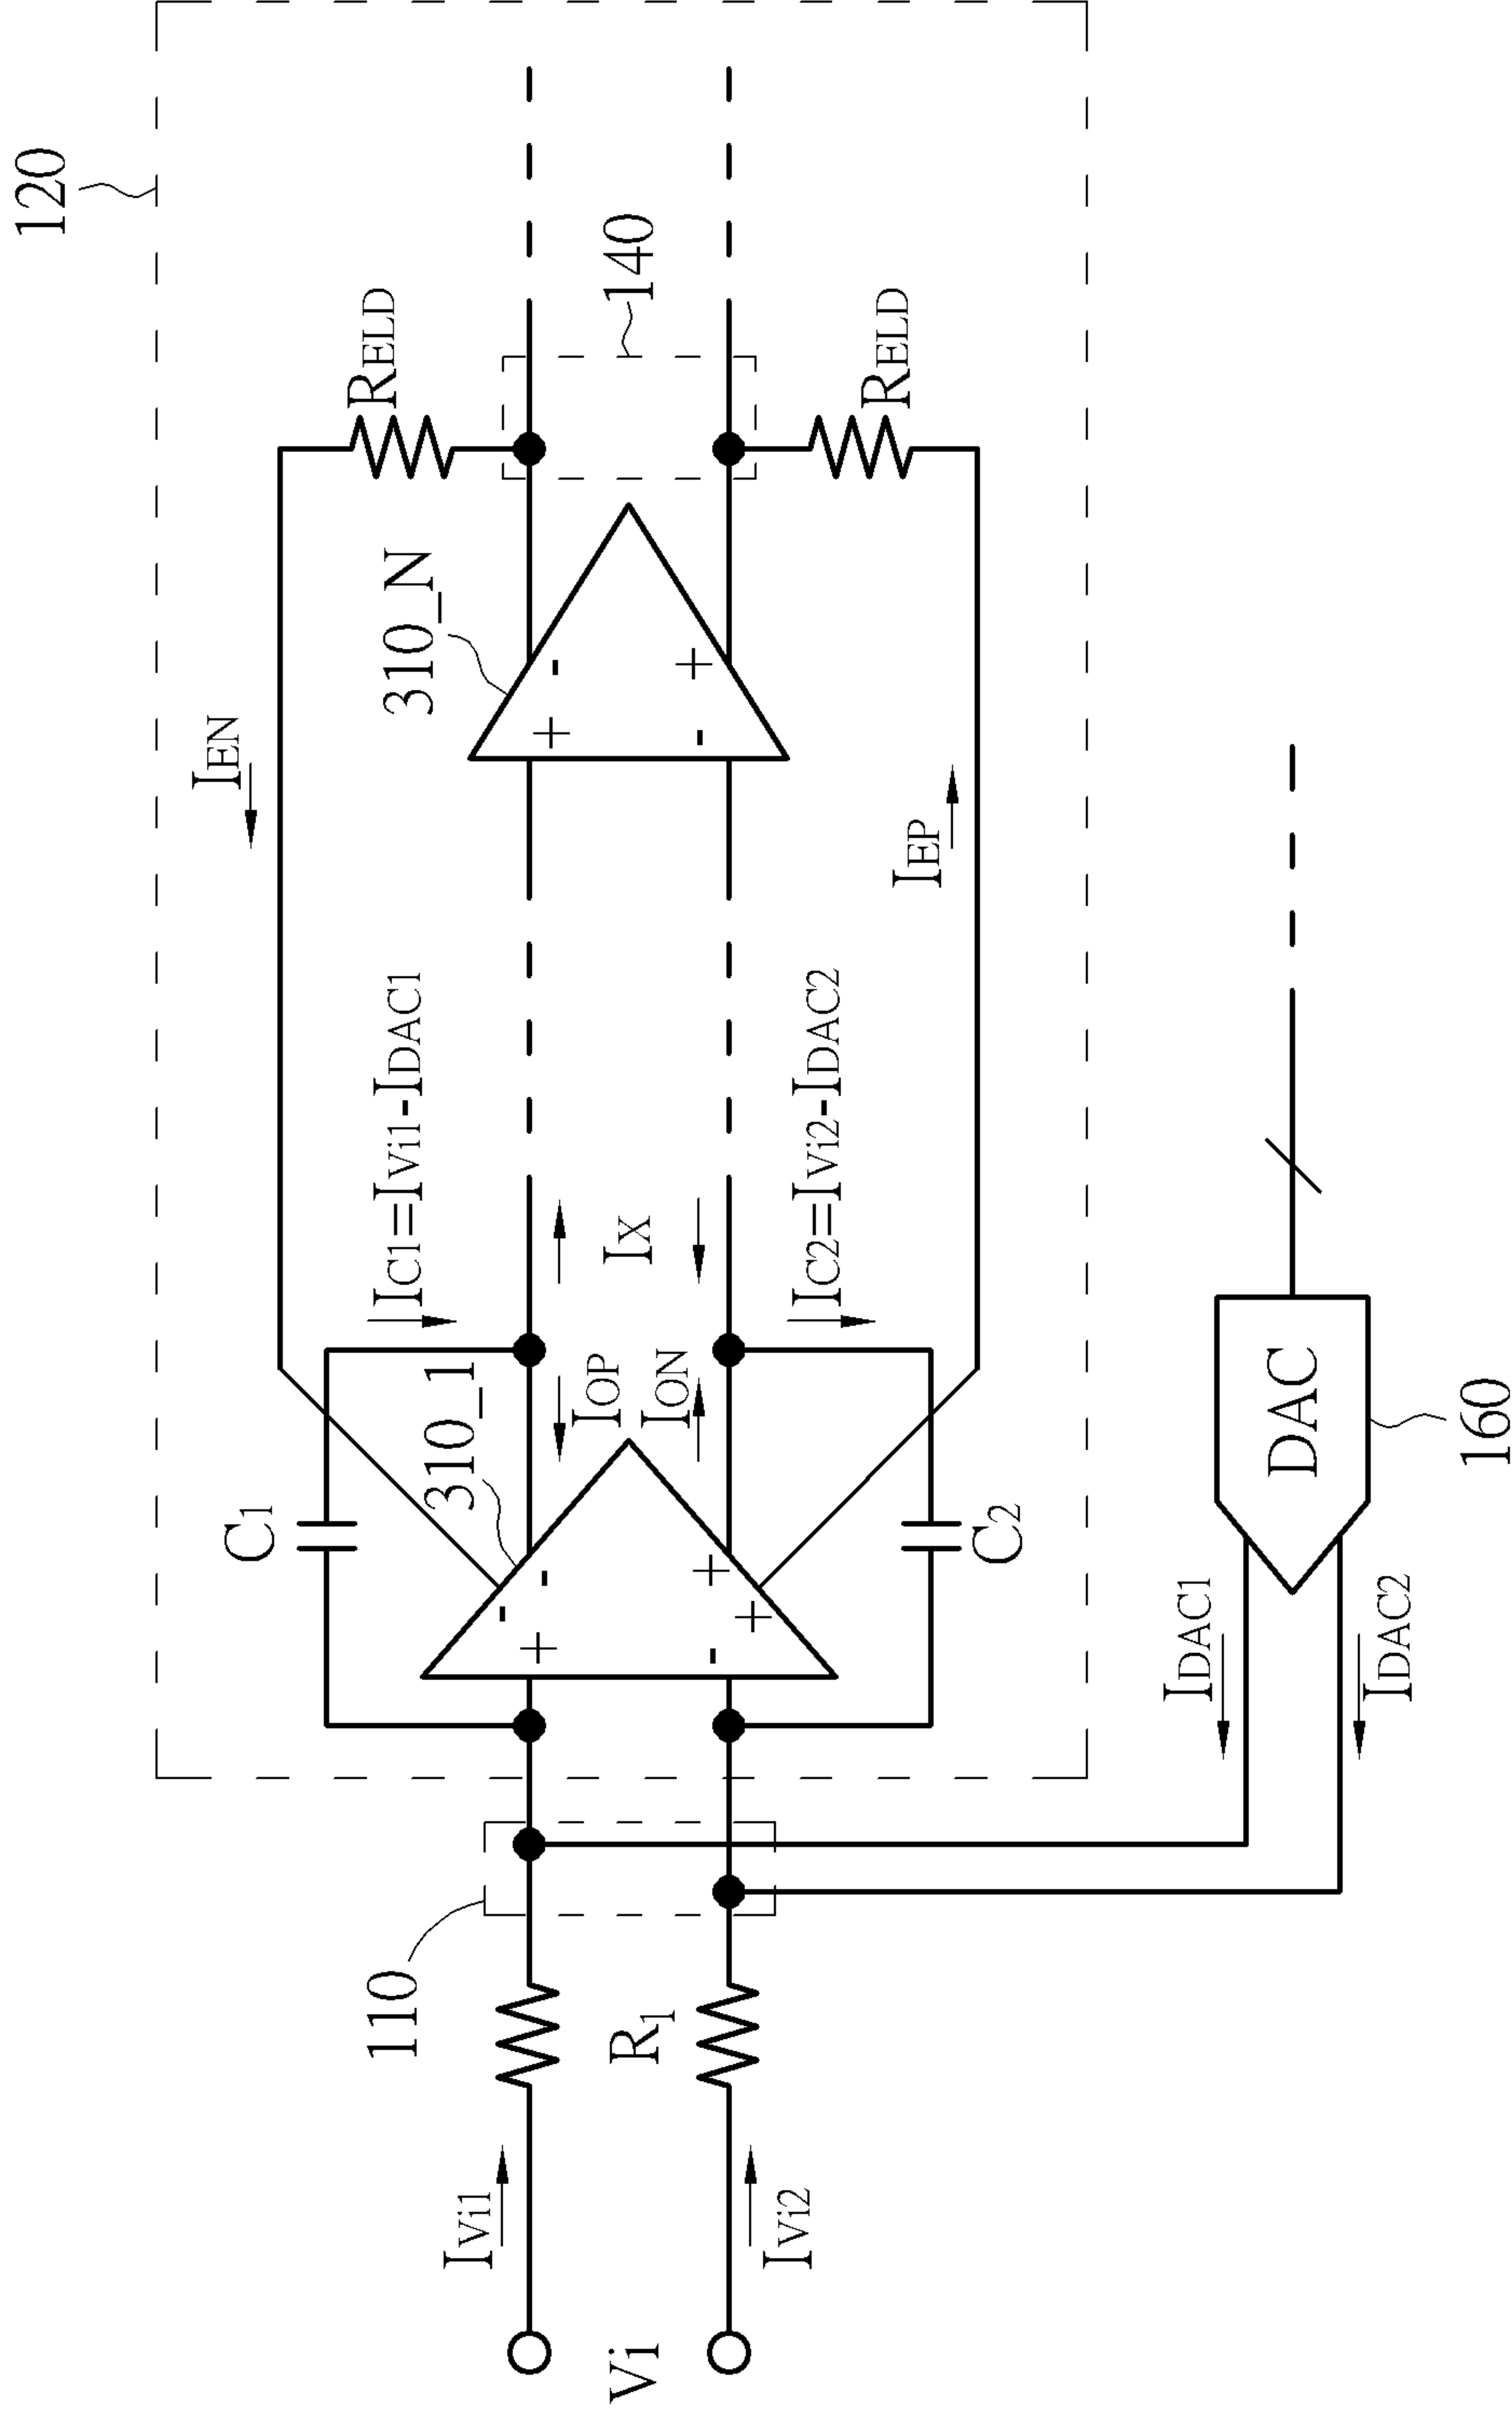 120
IEN
RELD
310_N
140
C1
IC1=IVi1-IDAC1
310_1
110
IVi1
+
-
-
-
+
+
+
-
+
-
-
+
IOP
ION
IX
Vi
R1
IVi2
IC2=IVi2-IDAC2
C2
IEP
RELD
IDAC1
DAC
IDAC2
160